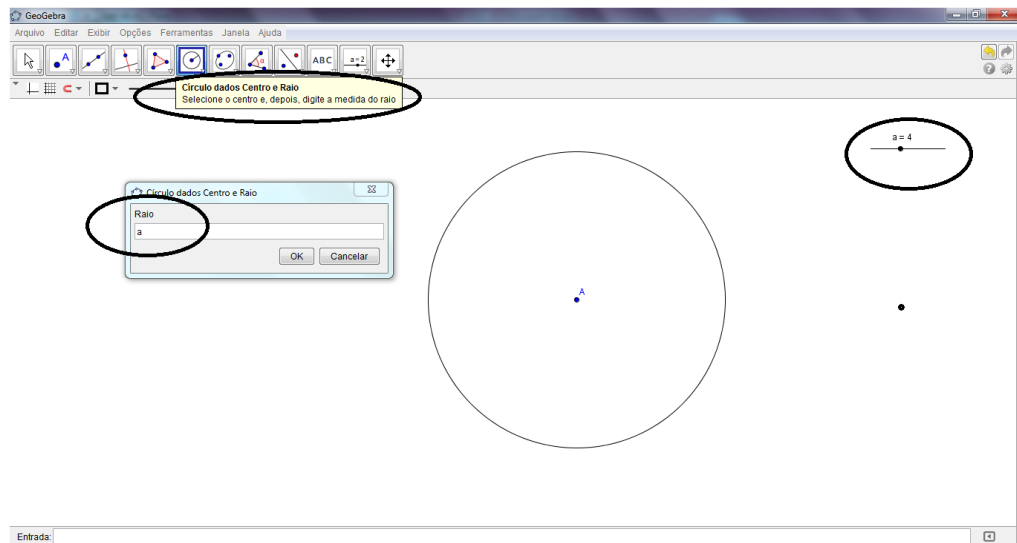 GeoGebra
Arquivo Editar Exibir Opções Ferramentas Janela Ajuda
A α ABC a=2
Círculo dados Centro e Raio
Selecione o centro e, depois, digite a medida do raio
a = 4
Círculo dados Centro e Raio
Raio
a
OK Cancelar
A
Entrada: